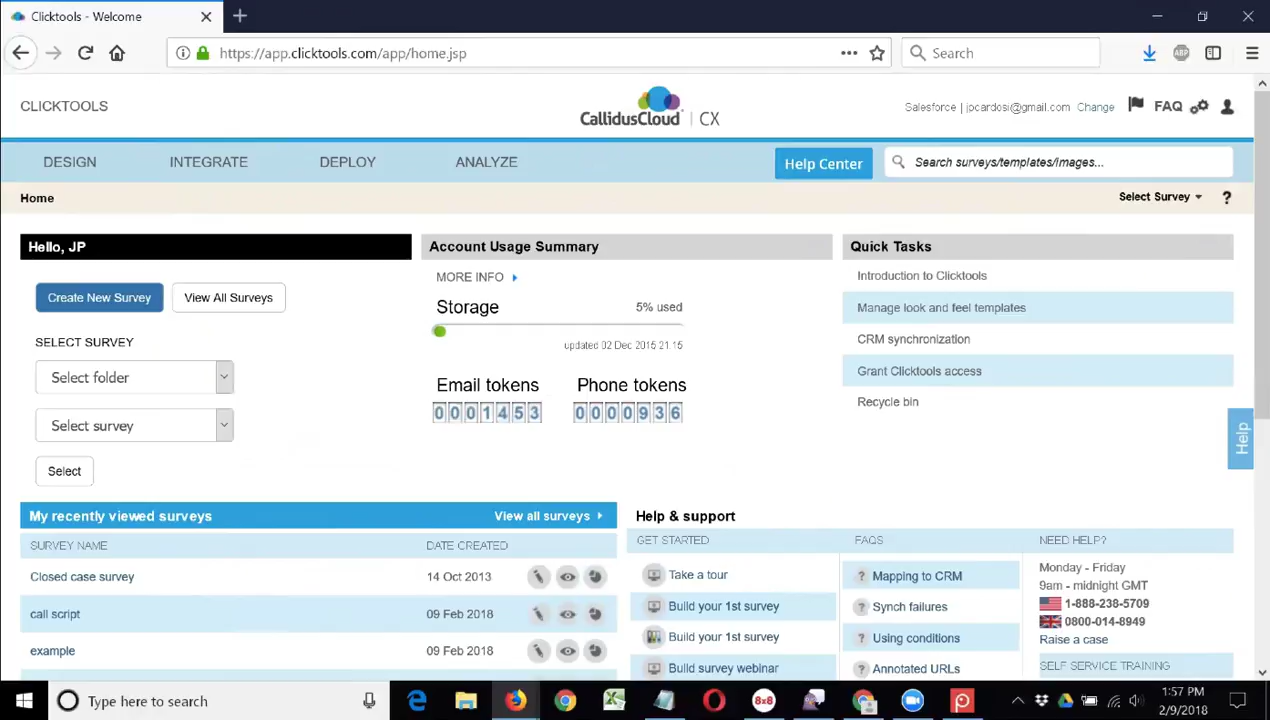 Clicktools - Welcome
https://app.clicktools.com/app/home.jsp
Search
CLICKTOOLS
CallidusCloud | CX
Salesforce | jpcardosi@gmail.com Change
FAQ
DESIGN
INTEGRATE
DEPLOY
ANALYZE
Help Center
Search surveys/templates/images...
Home
Select Survey
?
Hello, JP
Create New Survey
View All Surveys
SELECT SURVEY
Select folder
Select survey
Select
Account Usage Summary
MORE INFO
Storage
5% used
updated 02 Dec 2015 21:15
Email tokens
Phone tokens
0001453
0000936
Quick Tasks
Introduction to Clicktools
Manage look and feel templates
CRM synchronization
Grant Clicktools access
Recycle bin
Help
My recently viewed surveys
View all surveys
SURVEY NAME
DATE CREATED
Closed case survey
14 Oct 2013
call script
09 Feb 2018
example
09 Feb 2018
Help & support
GET STARTED
Take a tour
Build your 1st survey
Build your 1st survey
Build survey webinar
FAQS
? Mapping to CRM
? Synch failures
? Using conditions
? Annotated URLs
NEED HELP?
Monday - Friday
9am - midnight GMT
1-888-238-5709
0800-014-8949
Raise a case
SELF SERVICE TRAINING
Type here to search
8x8
1:57 PM
2/9/2018